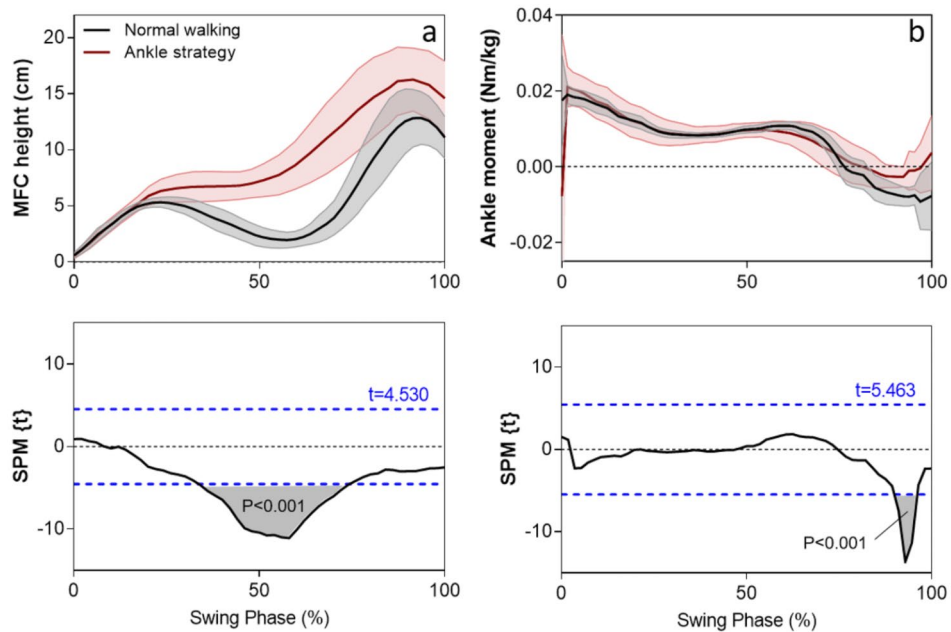 Normal walking
Ankle strategy
a
MFC height (cm)
20
15
10
5
0
0
50
100
b
Ankle moment (Nm/kg)
0.04
0.02
0.00
-0.02
0
50
100
SPM {t}
10
0
-10
t=4.530
P<0.001
0
50
100
Swing Phase (%)
SPM {t}
10
0
-10
t=5.463
P<0.001
0
50
100
Swing Phase (%)